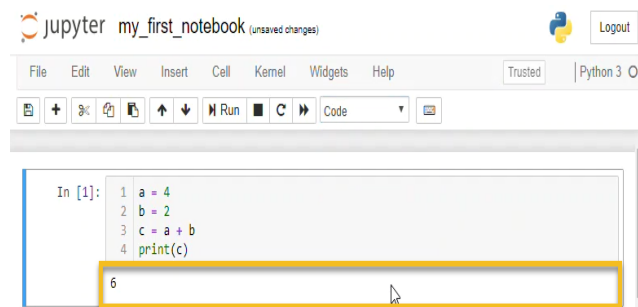 jupyter my_first_notebook (unsaved changes) Logout
File Edit View Insert Cell Kernel Widgets Help Trusted Python 3
Run Code
In [1]: 1 a = 4
2 b = 2
3 c = a + b
4 print(c)
6